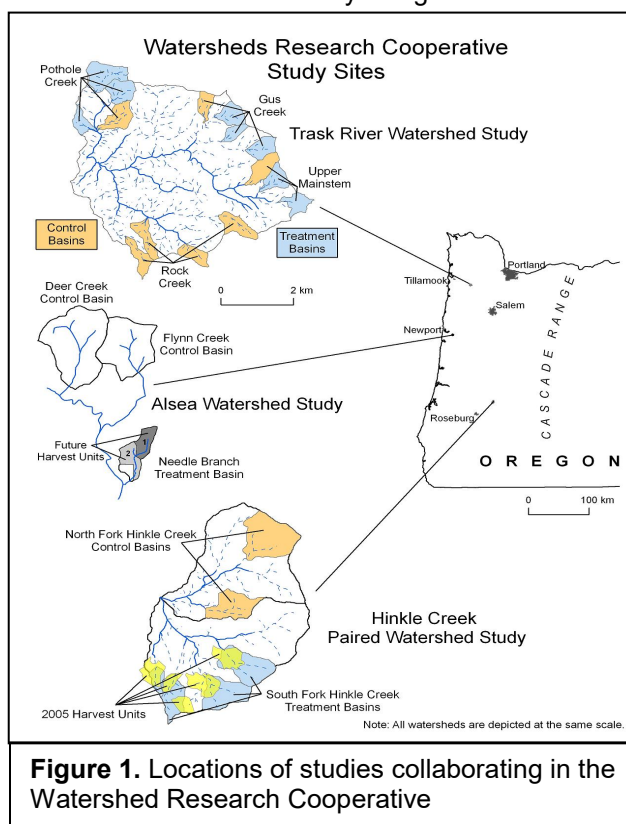 Watersheds Research Cooperative
Study Sites
Pothole
Creek
Gus
Creek
Trask River Watershed Study
Upper
Mainstem
Control
Basins
Treatment
Basins
Rock
Creek
0 2 km
Deer Creek
Control Basin
Flynn Creek
Control Basin
Alsea Watershed Study
Future
Harvest Units
1
2
Needle Branch
Treatment Basin
Portland
Tillamook
Salem
Newport
CASCADE RANGE
Roseburg
OREGON
0 100 km
North Fork Hinkle Creek
Control Basins
Hinkle Creek
Paired Watershed Study
2005 Harvest Units
South Fork Hinkle Creek
Treatment Basins
Note: All watersheds are depicted at the same scale.
Figure 1. Locations of studies collaborating in the
Watershed Research Cooperative